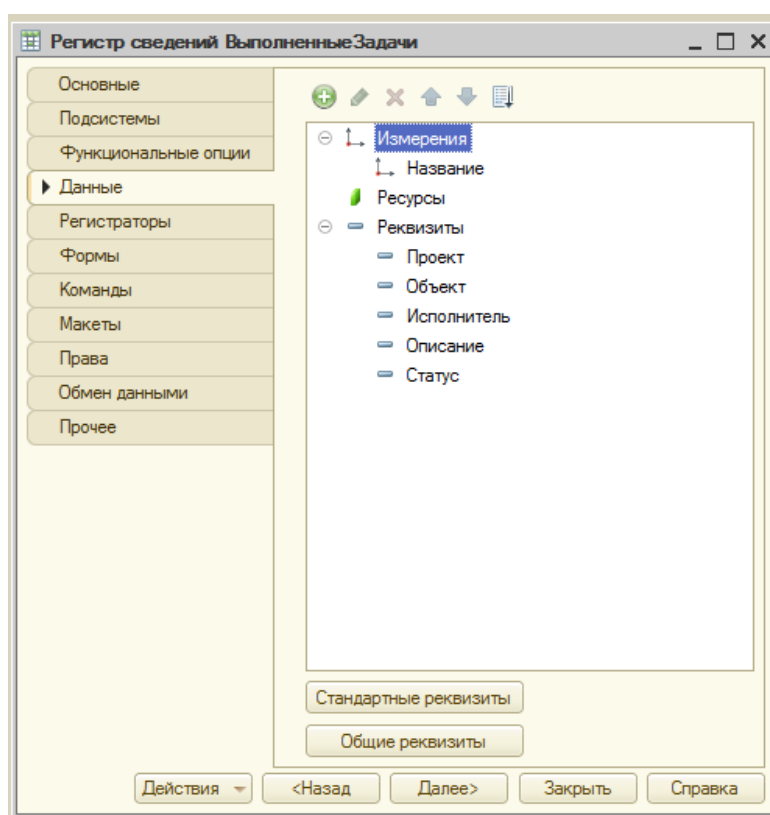 Регистр сведений ВыполненныеЗадачи
Основные
Подсистемы
Функциональные опции
Данные
Регистраторы
Формы
Команды
Макеты
Права
Обмен данными
Прочее
Измерения
Название
Ресурсы
Реквизиты
Проект
Объект
Исполнитель
Описание
Статус
Стандартные реквизиты
Общие реквизиты
Действия <Назад Далее> Закрыть Справка